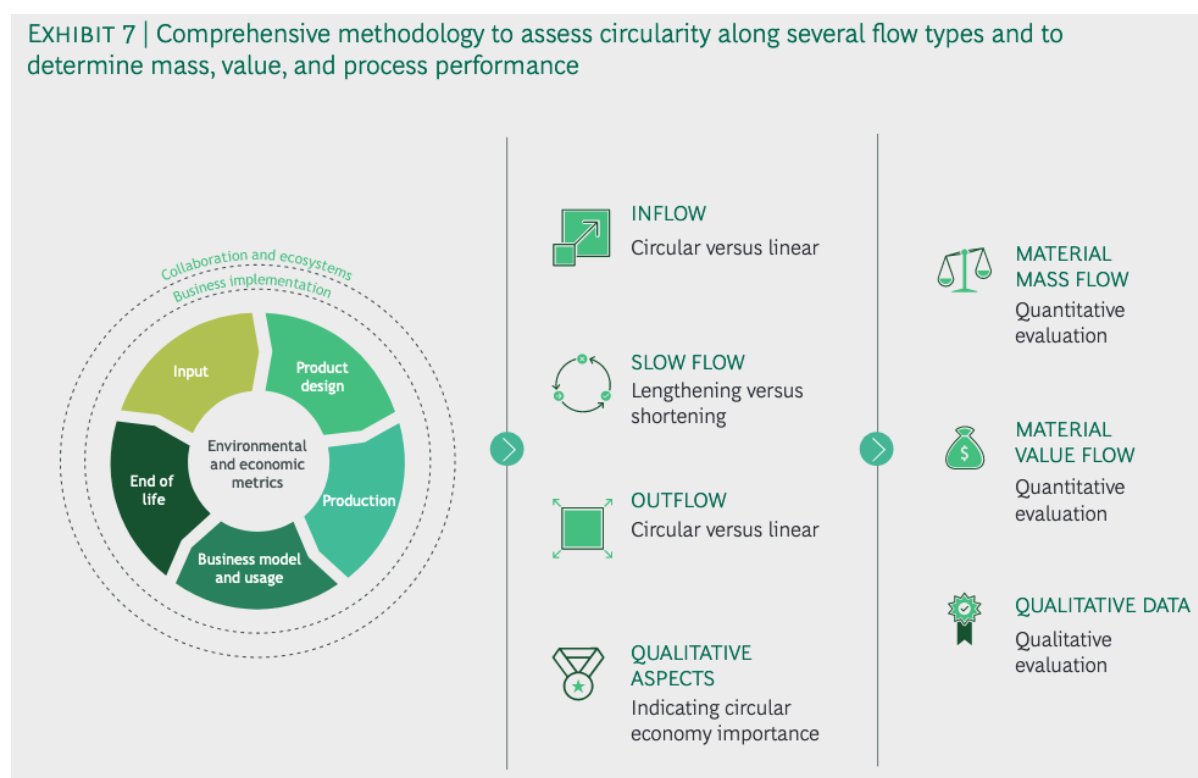 EXHIBIT 7 | Comprehensive methodology to assess circularity along several flow types and to
determine mass, value, and process performance
Collaboration and ecosystems
Business implementation
Input
Product
design
Production
Business model
and usage
End of
life
Environmental
and economic
metrics
INFLOW
Circular versus linear
SLOW FLOW
Lengthening versus
shortening
OUTFLOW
Circular versus linear
QUALITATIVE
ASPECTS
Indicating circular
economy importance
MATERIAL
MASS FLOW
Quantitative
evaluation
$
MATERIAL
VALUE FLOW
Quantitative
evaluation
QUALITATIVE DATA
Qualitative
evaluation